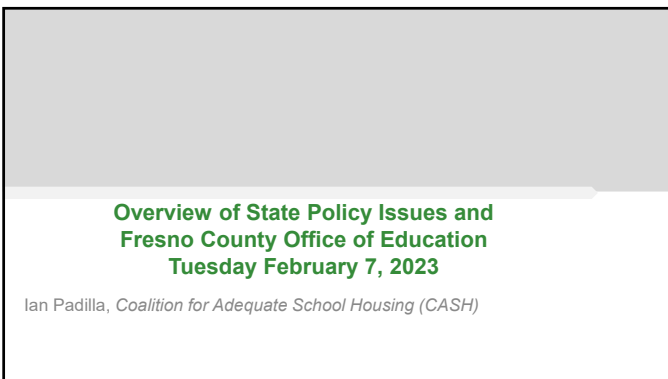 Overview of State Policy Issues and
Fresno County Office of Education
Tuesday February 7, 2023
Ian Padilla, Coalition for Adequate School Housing (CASH)